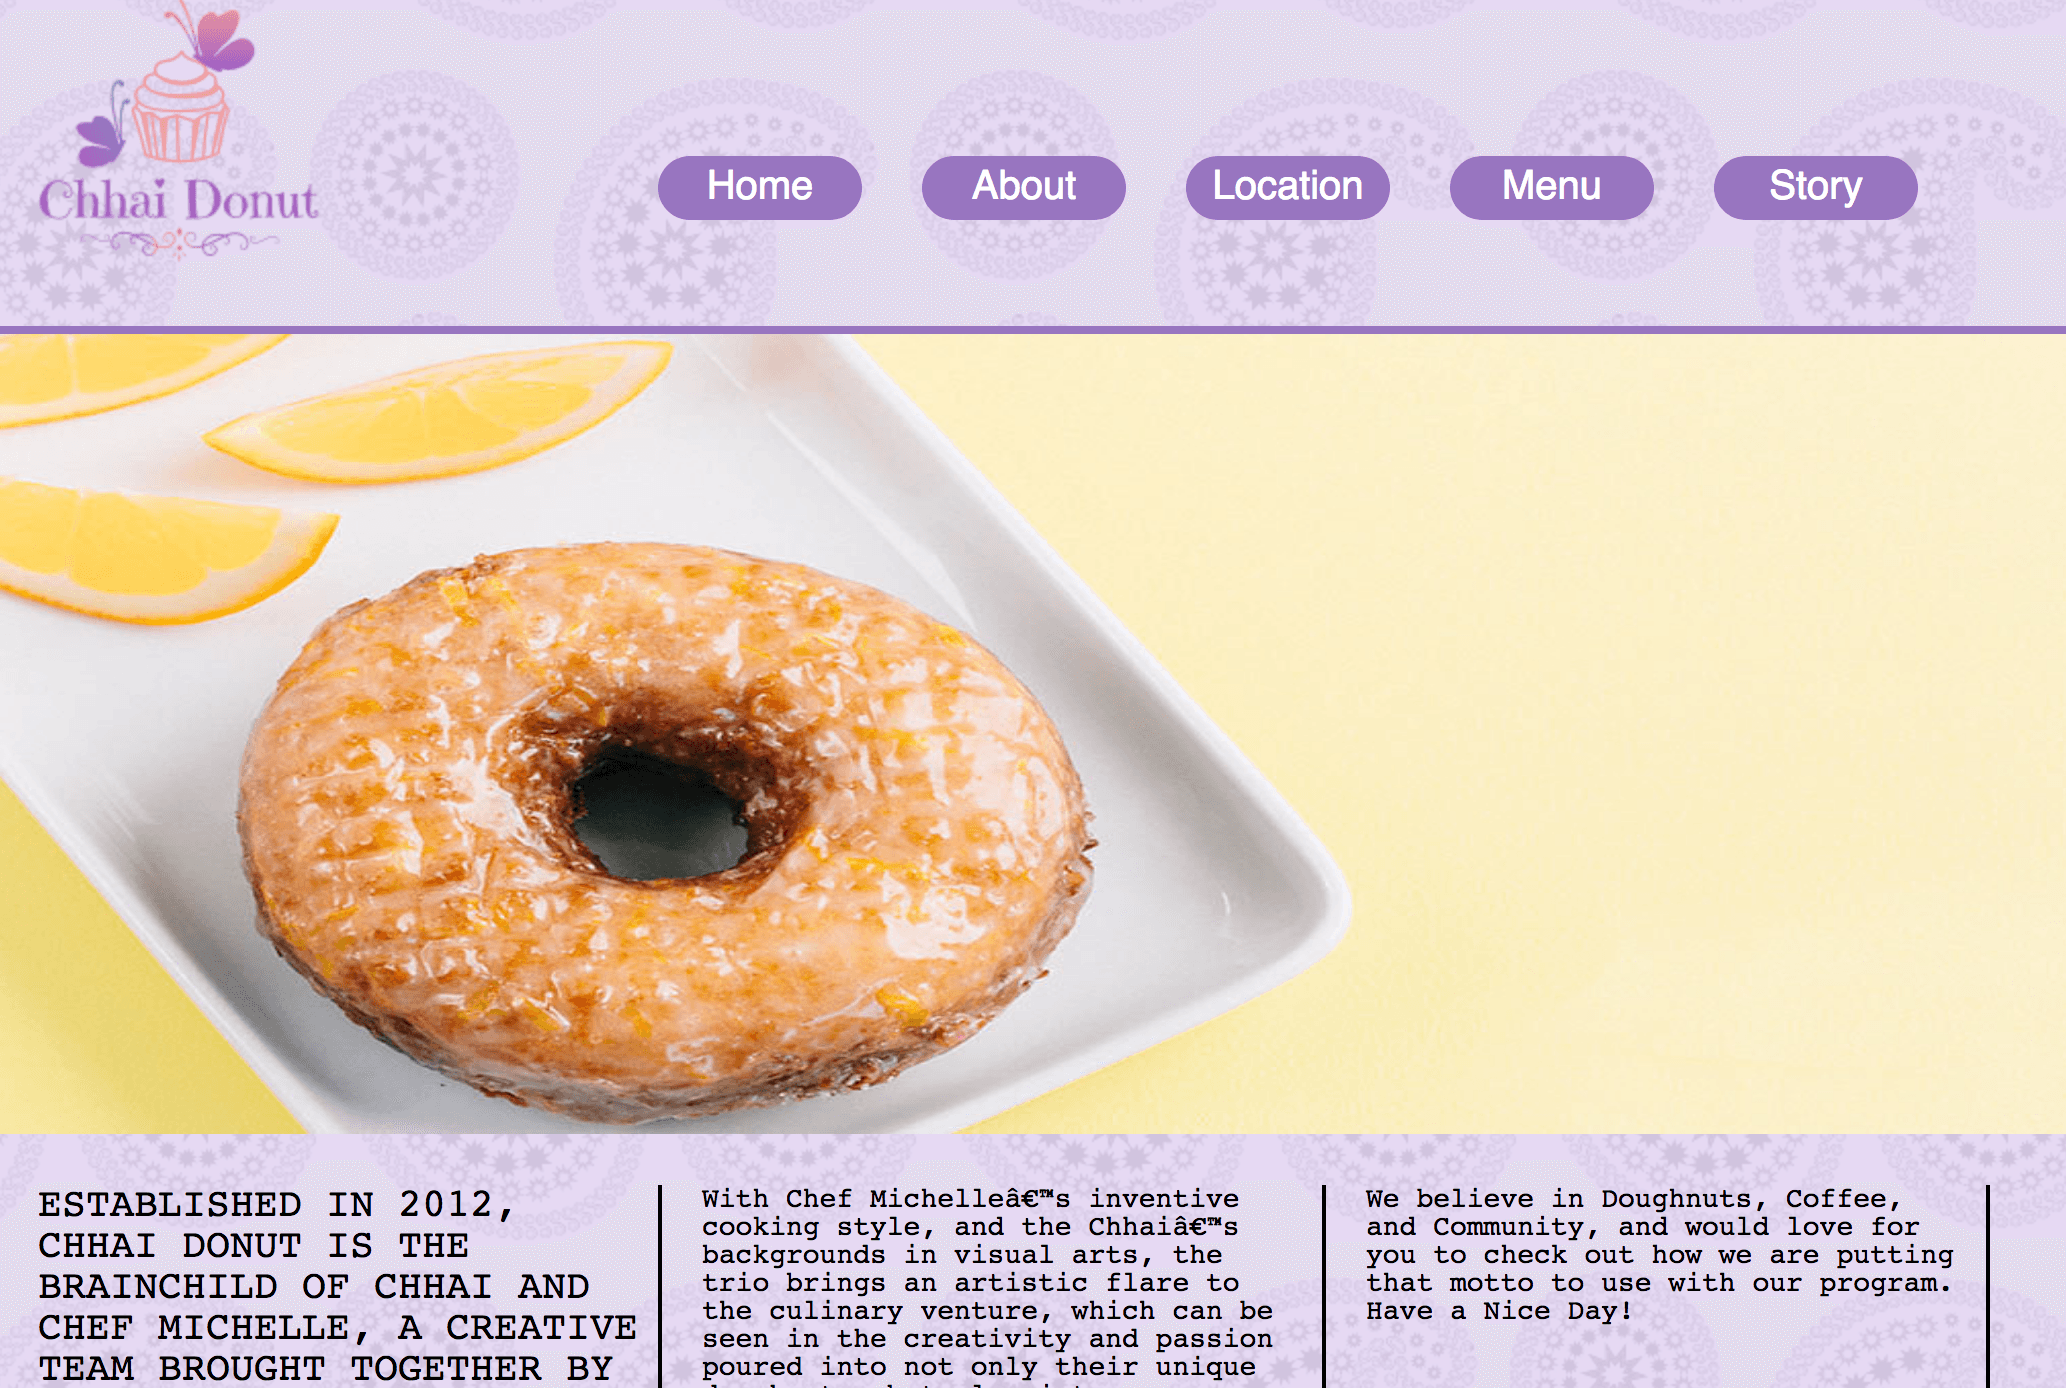 Chhai Donut
Home
About
Location
Menu
Story
ESTABLISHED IN 2012,
CHHAI DONUT IS THE
BRAINCHILD OF CHHAI AND
CHEF MICHELLE, A CREATIVE
TEAM BROUGHT TOGETHER BY
With Chef Michelleâ€™s inventive
cooking style, and the Chhaiâ€™s
backgrounds in visual arts, the
trio brings an artistic flare to
the culinary venture, which can be
seen in the creativity and passion
poured into not only their unique
We believe in Doughnuts, Coffee,
and Community, and would love for
you to check out how we are putting
that motto to use with our program.
Have a Nice Day!